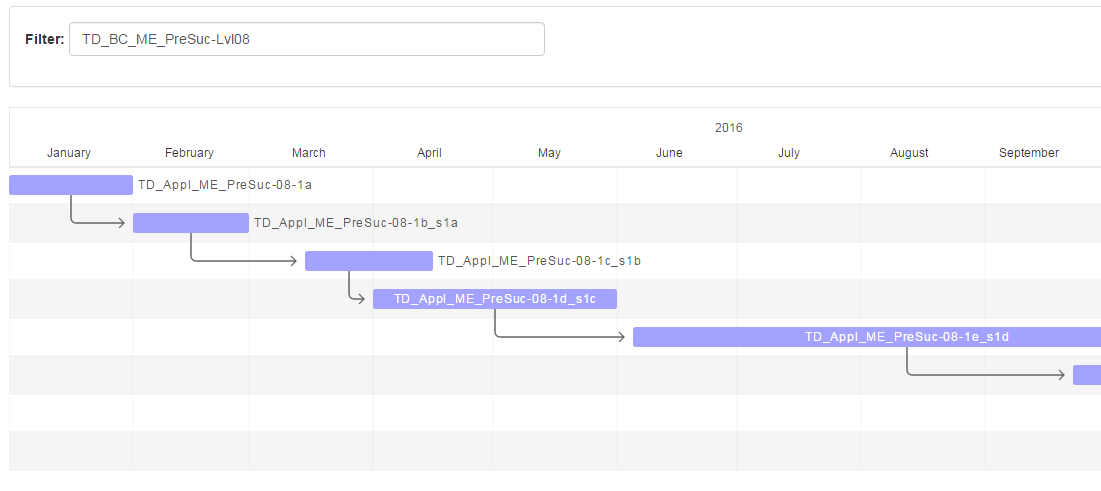 Filter: TD_BC_ME_PreSuc-Lvl08
2016
January February March April May June July August September
TD_Appl_ME_PreSuc-08-1a
TD_Appl_ME_PreSuc-08-1b_s1a
TD_Appl_ME_PreSuc-08-1c_s1b
TD_Appl_ME_PreSuc-08-1d_s1c
TD_Appl_ME_PreSuc-08-1e_s1d